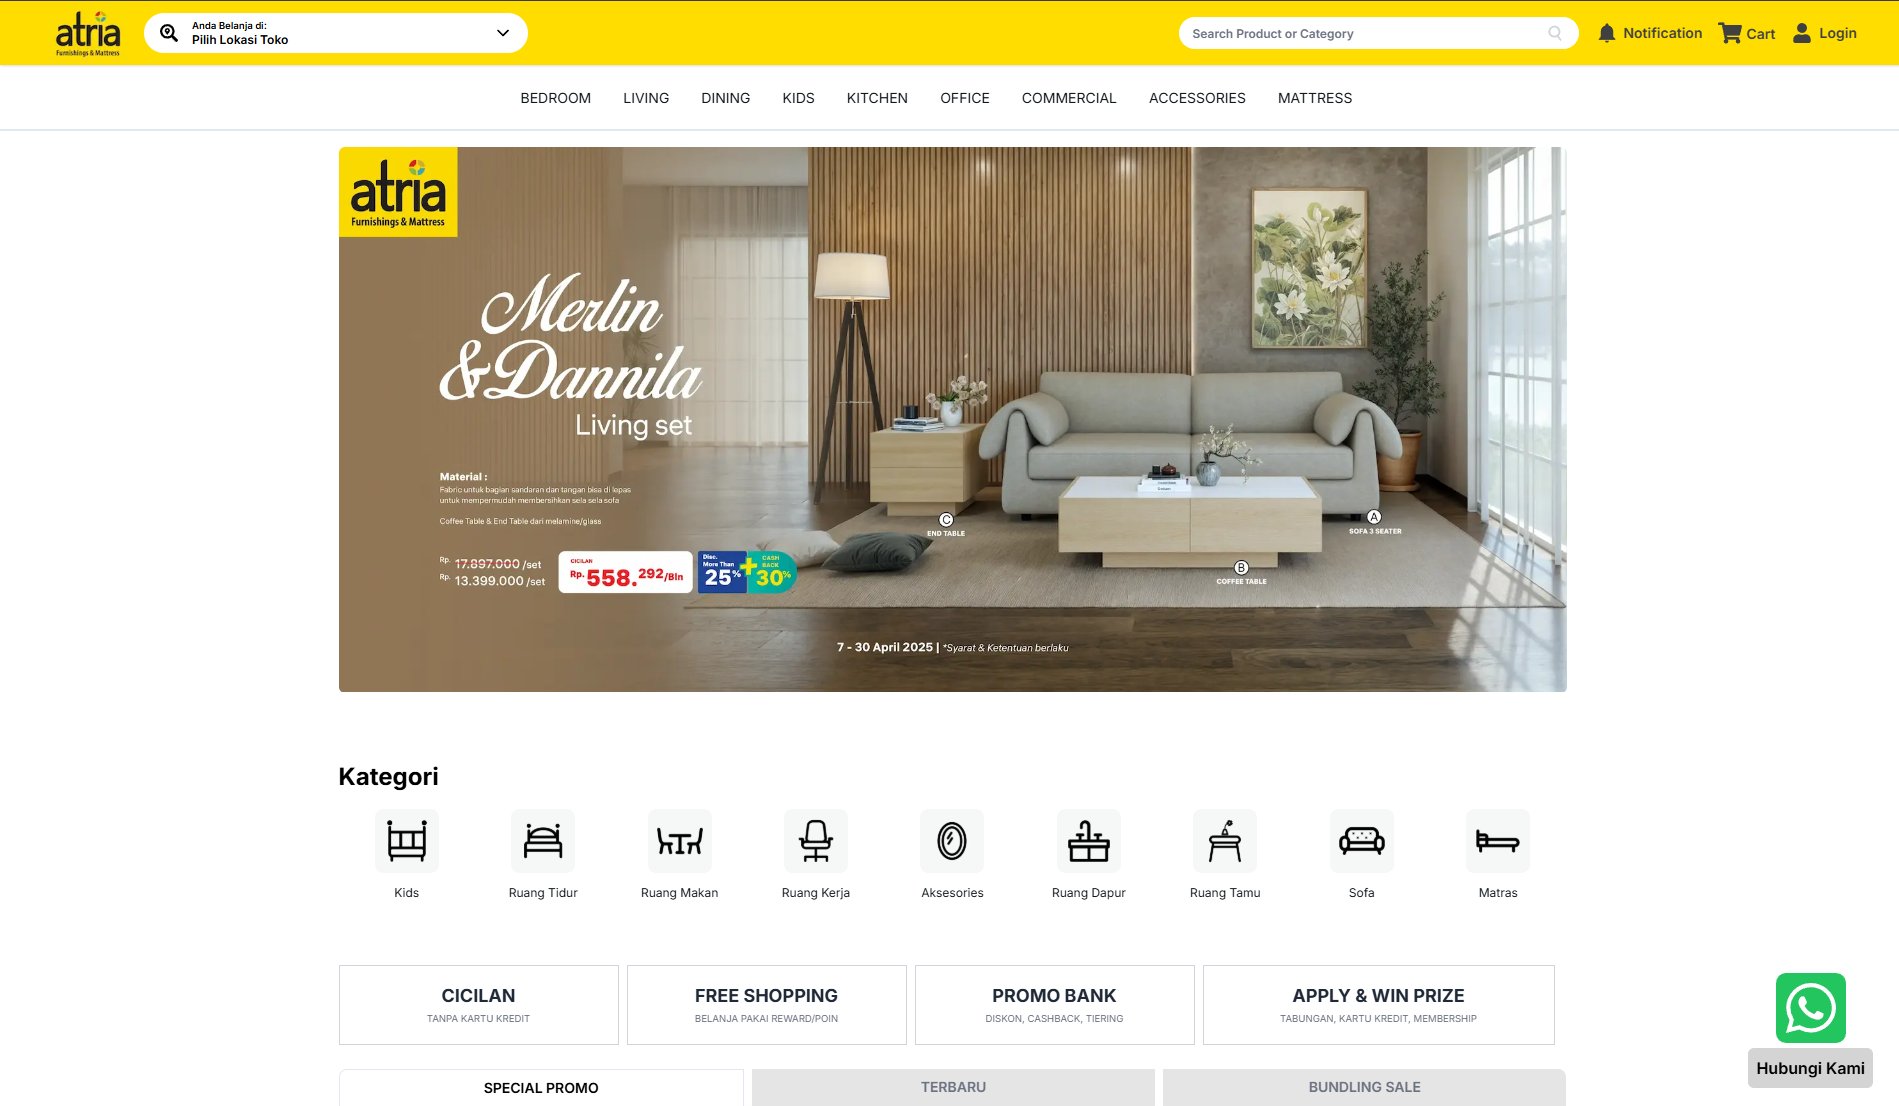 atria
Furnishings & Mattress
Anda Belanja di:
Pilih Lokasi Toko
Search Product or Category
Notification
Cart
Login
BEDROOM
LIVING
DINING
KIDS
KITCHEN
OFFICE
COMMERCIAL
ACCESSORIES
MATTRESS
atria
Furnishings & Mattress
Merlin
&Dannila
Living set
Material :
Fabric untuk bagian sandaran dan tangan bisa di lepas
untuk mempermudah membersihkan sela sela sofa
Coffee Table & End Table dari melamine/glass
Rp. 17.897.000 /set
Rp. 13.399.000 /set
CICILAN
Rp. 558.292/Bln
Disc.
More Than
25%
+
CASH
BACK
30%
C
END TABLE
A
SOFA 3 SEATER
B
COFFEE TABLE
7 - 30 April 2025 | *Syarat & Ketentuan berlaku
Kategori
Kids
Ruang Tidur
Ruang Makan
Ruang Kerja
Aksesories
Ruang Dapur
Ruang Tamu
Sofa
Matras
CICILAN
TANPA KARTU KREDIT
FREE SHOPPING
BELANJA PAKAI REWARD/POIN
PROMO BANK
DISKON, CASHBACK, TIERING
APPLY & WIN PRIZE
TABUNGAN, KARTU KREDIT, MEMBERSHIP
Hubungi Kami
SPECIAL PROMO
TERBARU
BUNDLING SALE